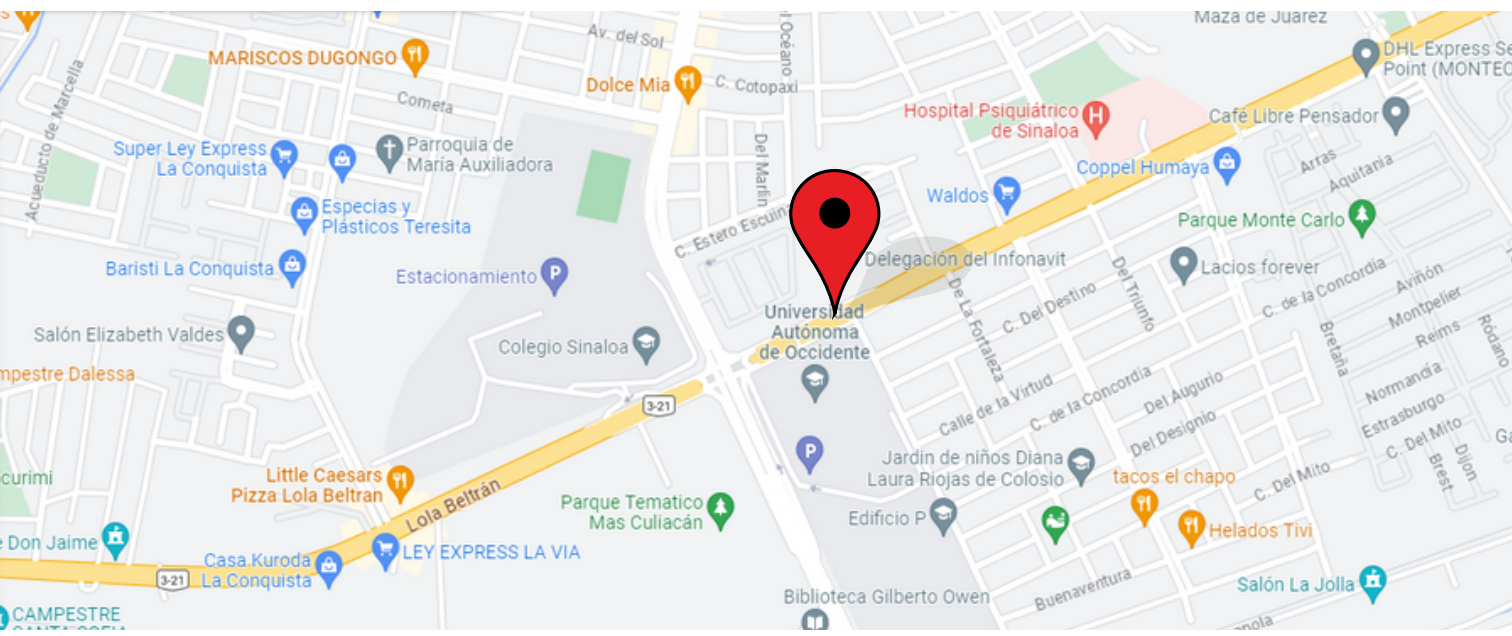 Maza de Juárez
Av. del Sol
MARISCOS DUGONGO
DHL Express Se
Point (MONTEC
Dolce Mia
C. Cotopaxi
Cometa
Acueducto de Marcella
Hospital Psiquiátrico
de Sinaloa
Café Libre Pensador
Super Ley Express
La Conquista
Parroquia de
María Auxiliadora
Del Marlin
Coppel Humaya
Arras
Aquitania
Waldos
Especias y
Plásticos Teresita
C. Estero Escuin
Parque Monte Carlo
Baristi La Conquista
Estacionamiento
P
Delegación del Infonavit
Lacios forever
De La Fortaleza
C. Del Destino
Del Triunfo
C. de la Concordia
Aviñón
Montpelier
Reims
Ródano
Bretaña
Universidad
Autónoma
de Occidente
Salón Elizabeth Valdes
Colegio Sinaloa
mpestre Dalessa
3-21
Calle de la Virtud
C. de la Concordia
Del Augurio
Del Designio
Normandía
Estrasburgo
C. Del Mito
Dijon
Brest
Ga
P
curimi
Little Caesars
Pizza Lola Beltran
Lola Beltrán
Jardin de niños Diana
Laura Riojas de Colosio
tacos el chapo
C. Del Mito
Parque Tematico
Mas Culiacán
Edificio P
Helados Tivi
e Don Jaime
Casa Kuroda
La Conquista
LEY EXPRESS LA VIA
3-21
Buenaventura
Salón La Jolla
Biblioteca Gilberto Owen
CAMPESTRE